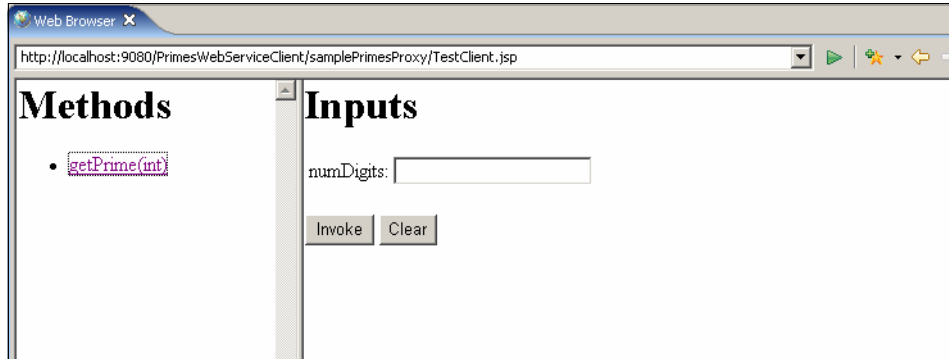 Web Browser
http://localhost:9080/PrimesWebServiceClient/samplePrimesProxy/TestClient.jsp
Methods
getPrime(int)
Inputs
numDigits:
Invoke Clear